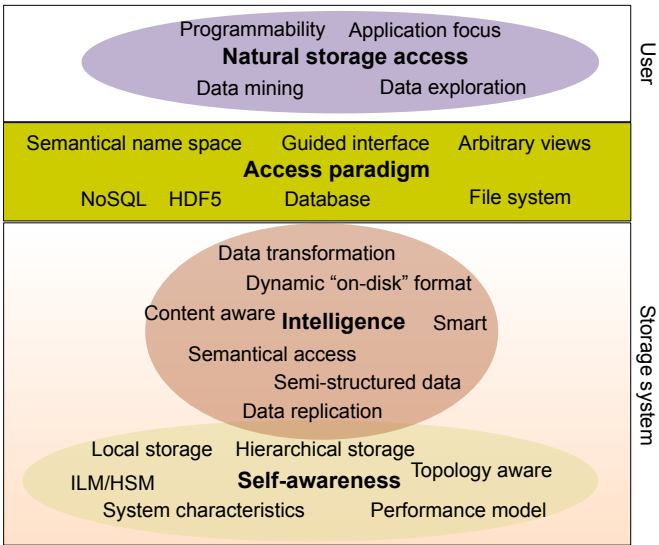 Programmability Application focus
Natural storage access
Data mining Data exploration
User
Semantical name space Guided interface Arbitrary views
Access paradigm
NoSQL HDF5 Database File system
Data transformation
Dynamic “on-disk” format
Content aware Intelligence Smart
Semantical access
Semi-structured data
Data replication
Storage system
Local storage Hierarchical storage
ILM/HSM Self-awareness Topology aware
System characteristics Performance model